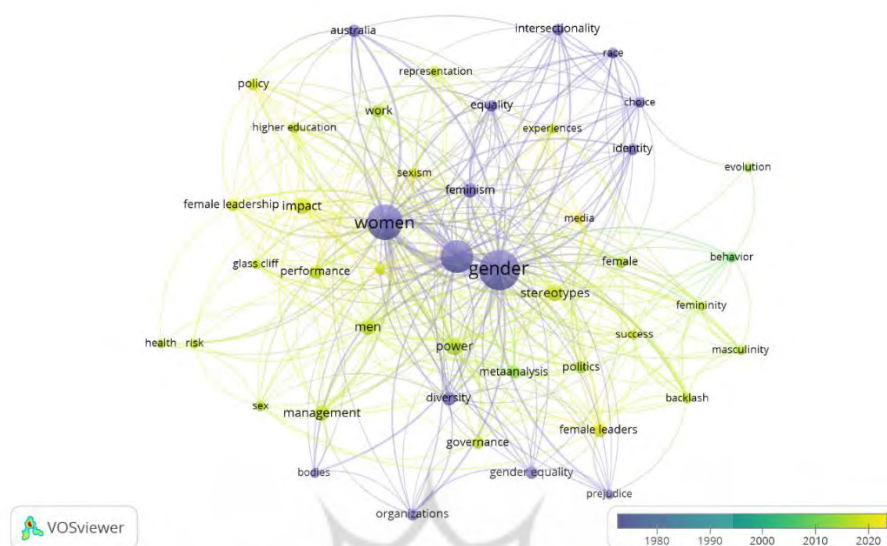 australia
intersectionality
race
representation
policy
choice
equality
work
higher education
experiences
identity
evolution
sexism
feminism
female leadership
impact
media
women
behavior
female
gender
glass cliff
performance
stereotypes
femininity
men
success
health risk
power
masculinity
politics
metaanalysis
backlash
diversity
sex
management
female leaders
governance
bodies
gender equality
prejudice
organizations
VOSviewer
1980 1990 2000 2010 2020